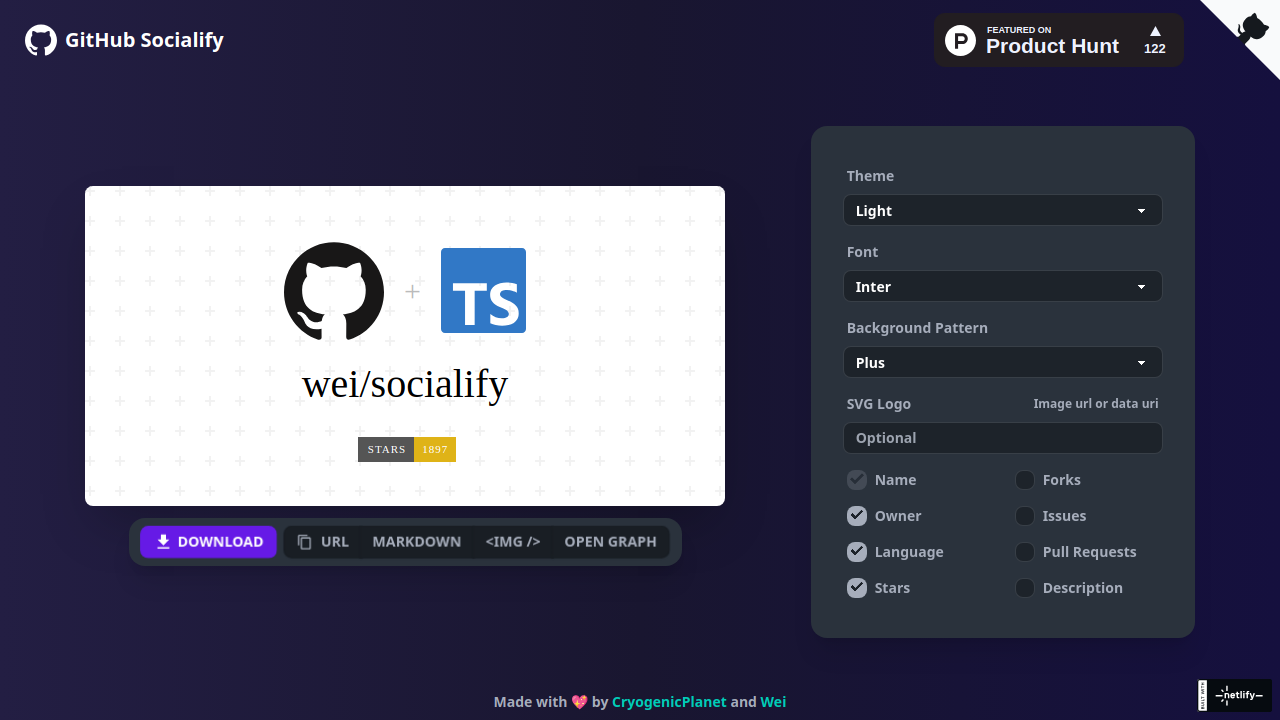 GitHub Socialify
FEATURED ON
Product Hunt
122
TS
wei/socialify
STARS 1897
DOWNLOAD
URL
MARKDOWN
<IMG />
OPEN GRAPH
Theme
Light
Font
Inter
Background Pattern
Plus
SVG Logo
Image url or data uri
Optional
Name
Forks
Owner
Issues
Language
Pull Requests
Stars
Description
Made with 💖 by CryogenicPlanet and Wei
BUILT WITH
netlify